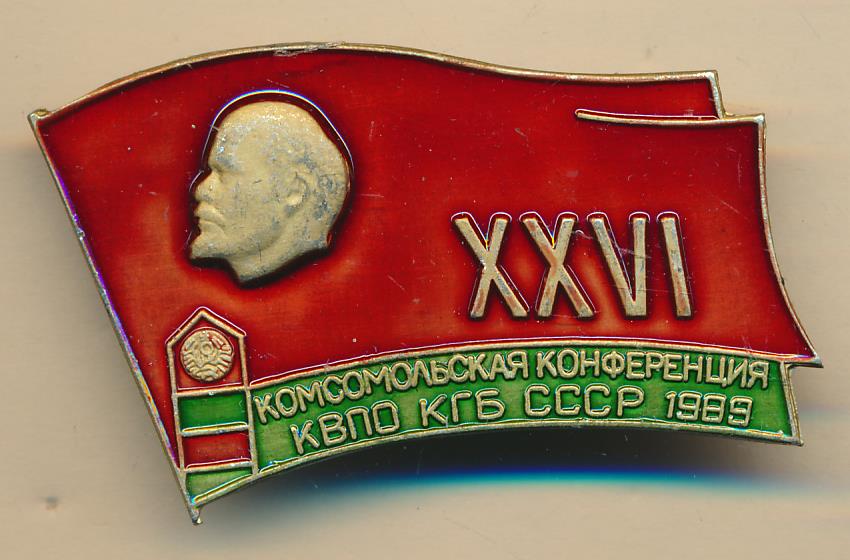 XXVI
КОМСОМОЛЬСКАЯ КОНФЕРЕНЦИЯ
КВПО КГБ СССР 1989